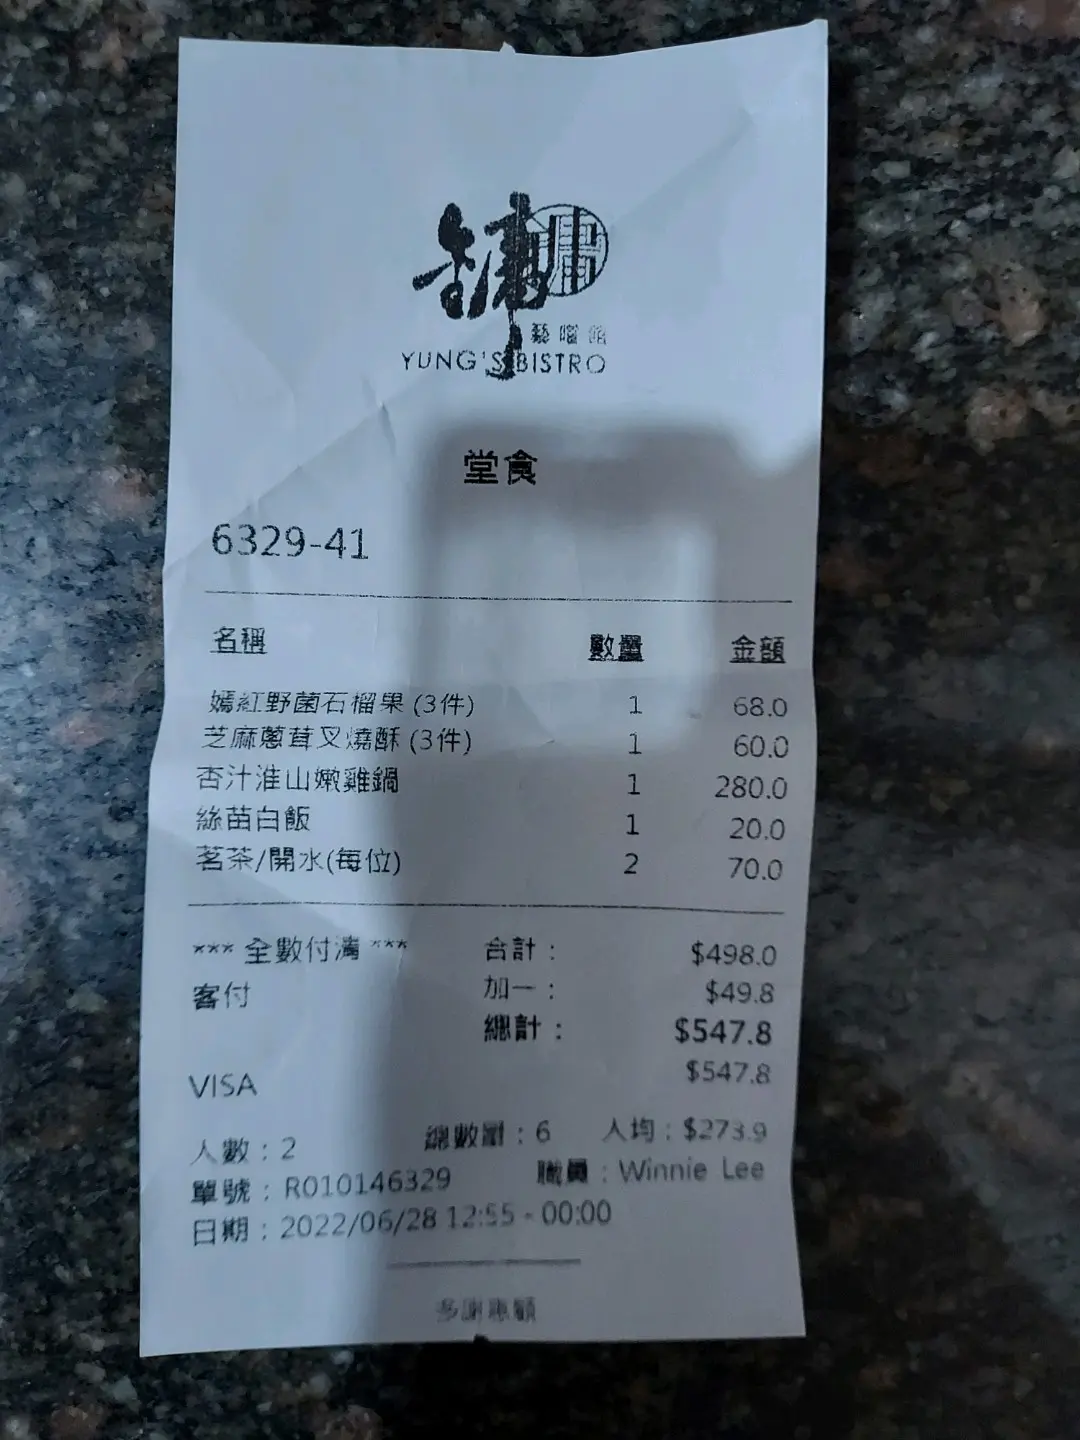 鏞
鏞
藝嚐館
YUNG'S BISTRO
堂食
6329-41
名稱 數量 金額
嫣紅野菌石榴果 (3件) 1 68.0
芝麻蔥茸叉燒酥 (3件) 1 60.0
杏汁淮山嫩雞鍋 1 280.0
絲苗白飯 1 20.0
茗茶/開水(每位) 2 70.0
*** 全數付清 *** 合計： $498.0
客付 加一： $49.8
總計： $547.8
VISA $547.8
人數：2 總數量：6 人均：$273.9
單號：R010146329 職員：Winnie Lee
日期：2022/06/28 12:55 - 00:00
多謝惠顧